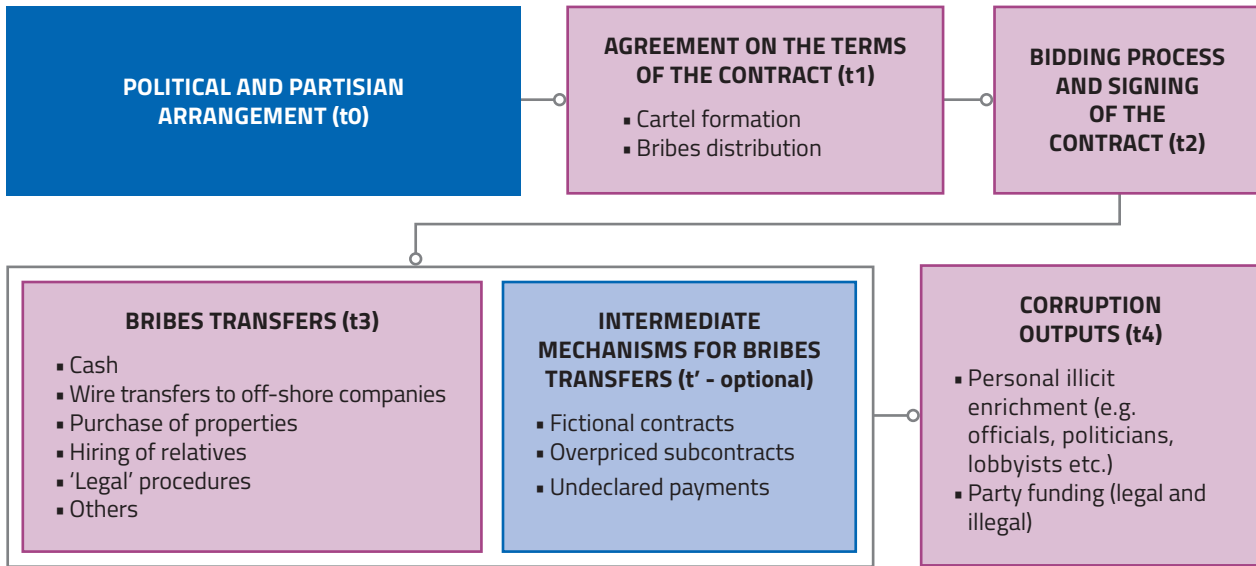 POLITICAL AND PARTISIAN
ARRANGEMENT (t0)
AGREEMENT ON THE TERMS
OF THE CONTRACT (t1)
▪ Cartel formation
▪ Bribes distribution
BIDDING PROCESS
AND SIGNING
OF THE
CONTRACT (t2)
BRIBES TRANSFERS (t3)
▪ Cash
▪ Wire transfers to off-shore companies
▪ Purchase of properties
▪ Hiring of relatives
▪ ‘Legal’ procedures
▪ Others
INTERMEDIATE
MECHANISMS FOR BRIBES
TRANSFERS (t’ - optional)
▪ Fictional contracts
▪ Overpriced subcontracts
▪ Undeclared payments
CORRUPTION
OUTPUTS (t4)
▪ Personal illicit
enrichment (e.g.
officials, politicians,
lobbyists etc.)
▪ Party funding (legal and
illegal)